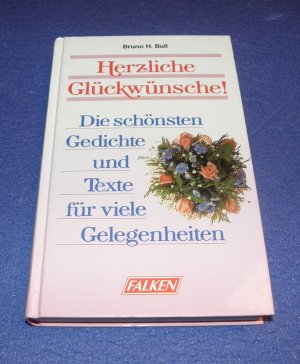 Bruno H. Bull
Herzliche
Glückwünsche!
Die schönsten
Gedichte
und
Texte
für viele
Gelegenheiten
FALKEN